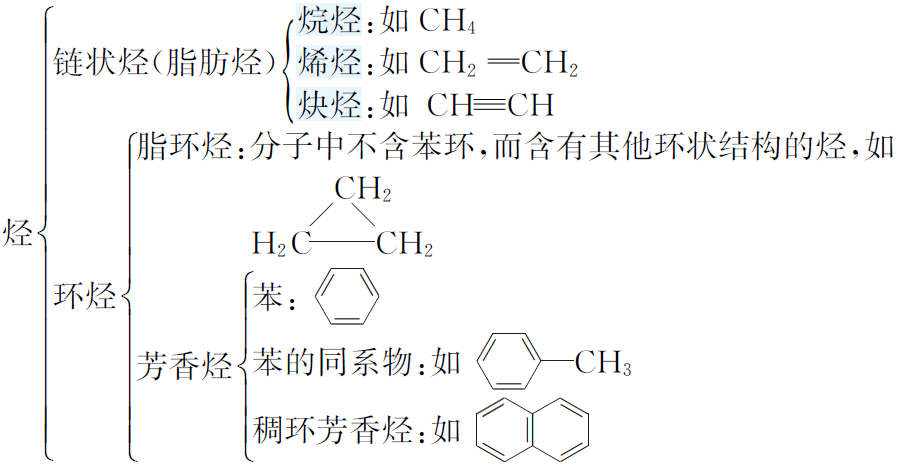 烷烃:如 CH4
链状烃(脂肪烃)
烯烃:如 CH2═CH2
炔烃:如 CH≡CH
脂环烃:分子中不含苯环,而含有其他环状结构的烃,如
CH2
烃
H2C
CH2
环烃
苯:
芳香烃
苯的同系物:如
CH3
稠环芳香烃:如